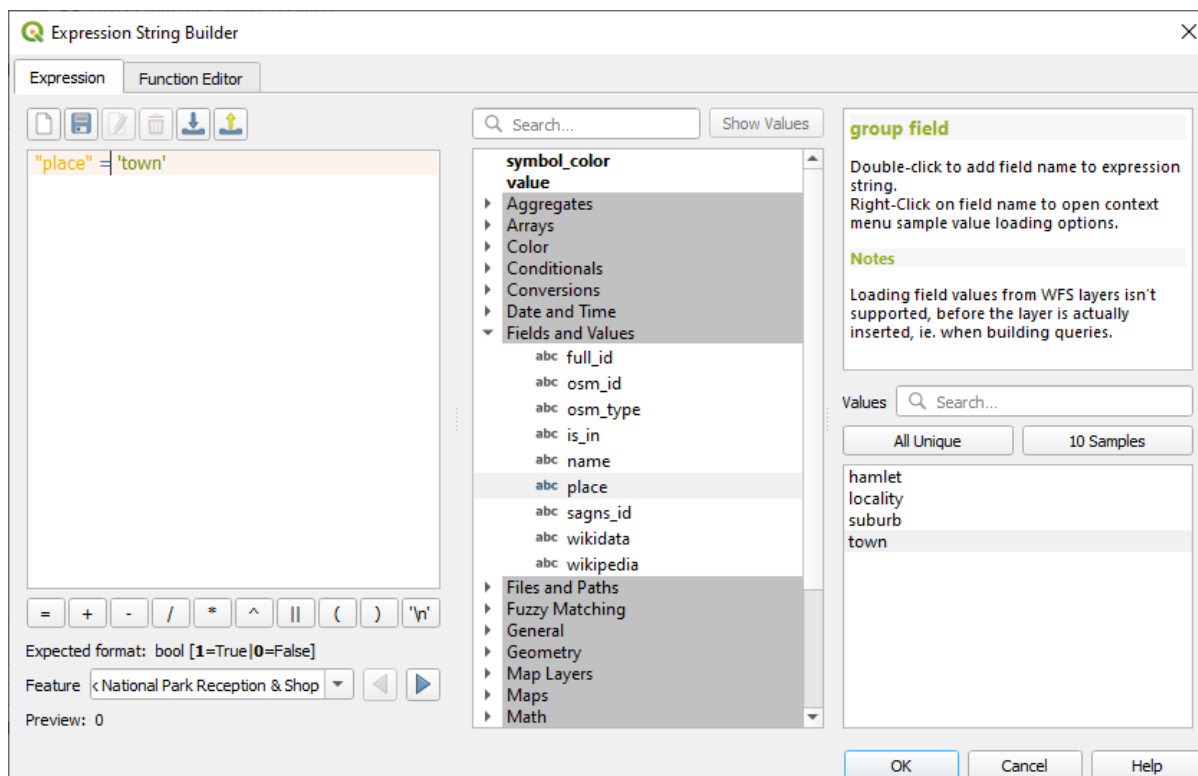 Expression String Builder
Expression
Function Editor
"place" = 'town'
= + - / * ^ || ( ) '\n'
Expected format: bool [1=True|0=False]
Feature
National Park Reception & Shop
Preview: 0
Search...
Show Values
symbol_color
value
Aggregates
Arrays
Color
Conditionals
Conversions
Date and Time
Fields and Values
abc full_id
abc osm_id
abc osm_type
abc is_in
abc name
abc place
abc sagns_id
abc wikidata
abc wikipedia
Files and Paths
Fuzzy Matching
General
Geometry
Map Layers
Maps
Math
group field
Double-click to add field name to expression
string.
Right-Click on field name to open context
menu sample value loading options.
Notes
Loading field values from WFS layers isn't
supported, before the layer is actually
inserted, ie. when building queries.
Values
Search...
All Unique
10 Samples
hamlet
locality
suburb
town
OK
Cancel
Help